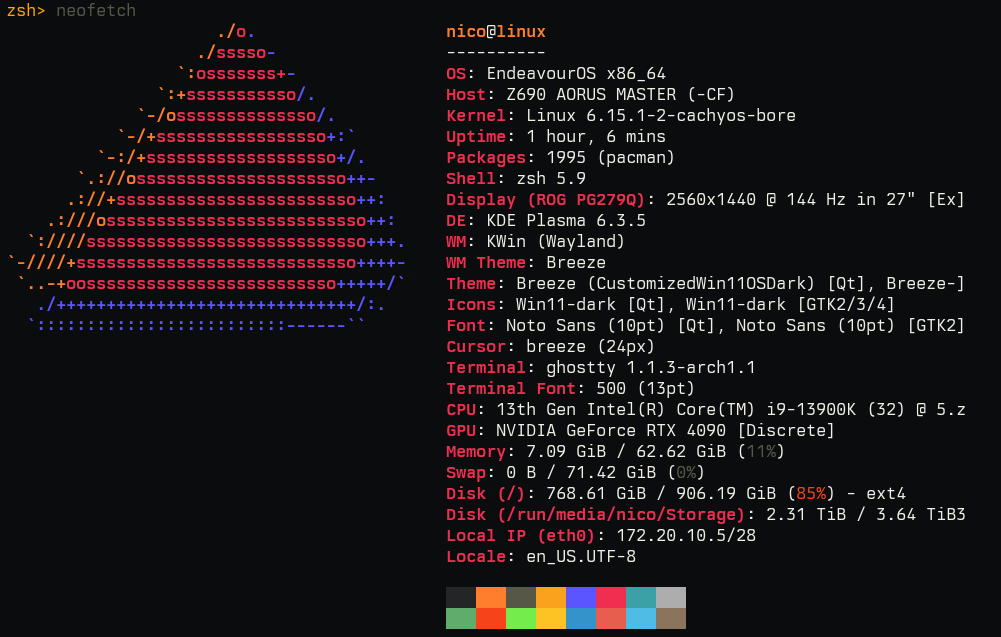 zsh> neofetch
./o.
./sssso-
`:osssssss+-
`:+sssssssssso/.
`-/ossssssssssssso/.
`-/+sssssssssssssssso+:`
`-:/+sssssssssssssssssso+/.
`.://osssssssssssssssssssso++-
.://+ssssssssssssssssssssssso++:
.:///ossssssssssssssssssssssssso++:
`:////ssssssssssssssssssssssssssso+++.
`-////+ssssssssssssssssssssssssssso++++-
`..-+oosssssssssssssssssssssssso+++++/`
./++++++++++++++++++++++++++++++/:.
`:::::::::::::::::::::::::------``
nico@linux
----------
OS: EndeavourOS x86_64
Host: Z690 AORUS MASTER (-CF)
Kernel: Linux 6.15.1-2-cachyos-bore
Uptime: 1 hour, 6 mins
Packages: 1995 (pacman)
Shell: zsh 5.9
Display (ROG PG279Q): 2560x1440 @ 144 Hz in 27" [Ex]
DE: KDE Plasma 6.3.5
WM: KWin (Wayland)
WM Theme: Breeze
Theme: Breeze (CustomizedWin11OSDark) [Qt], Breeze-]
Icons: Win11-dark [Qt], Win11-dark [GTK2/3/4]
Font: Noto Sans (10pt) [Qt], Noto Sans (10pt) [GTK2]
Cursor: breeze (24px)
Terminal: ghostty 1.1.3-arch1.1
Terminal Font: 500 (13pt)
CPU: 13th Gen Intel(R) Core(TM) i9-13900K (32) @ 5.z
GPU: NVIDIA GeForce RTX 4090 [Discrete]
Memory: 7.09 GiB / 62.62 GiB (11%)
Swap: 0 B / 71.42 GiB (0%)
Disk (/): 768.61 GiB / 906.19 GiB (85%) - ext4
Disk (/run/media/nico/Storage): 2.31 TiB / 3.64 TiB3
Local IP (eth0): 172.20.10.5/28
Locale: en_US.UTF-8